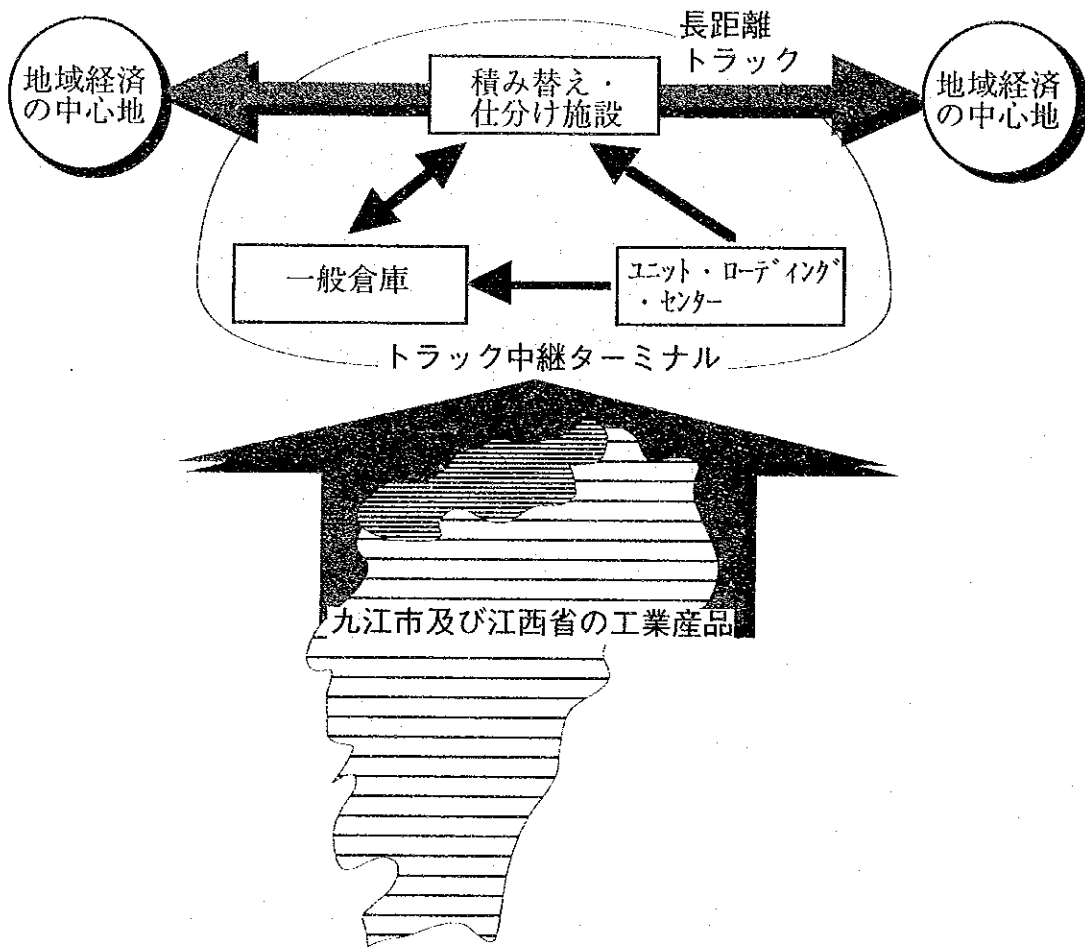 長距離
トラック
地域経済
の中心地
積み替え・
仕分け施設
地域経済
の中心地
一般倉庫
ユニット・ローディング
・センター
トラック中継ターミナル
九江市及び江西省の工業産品